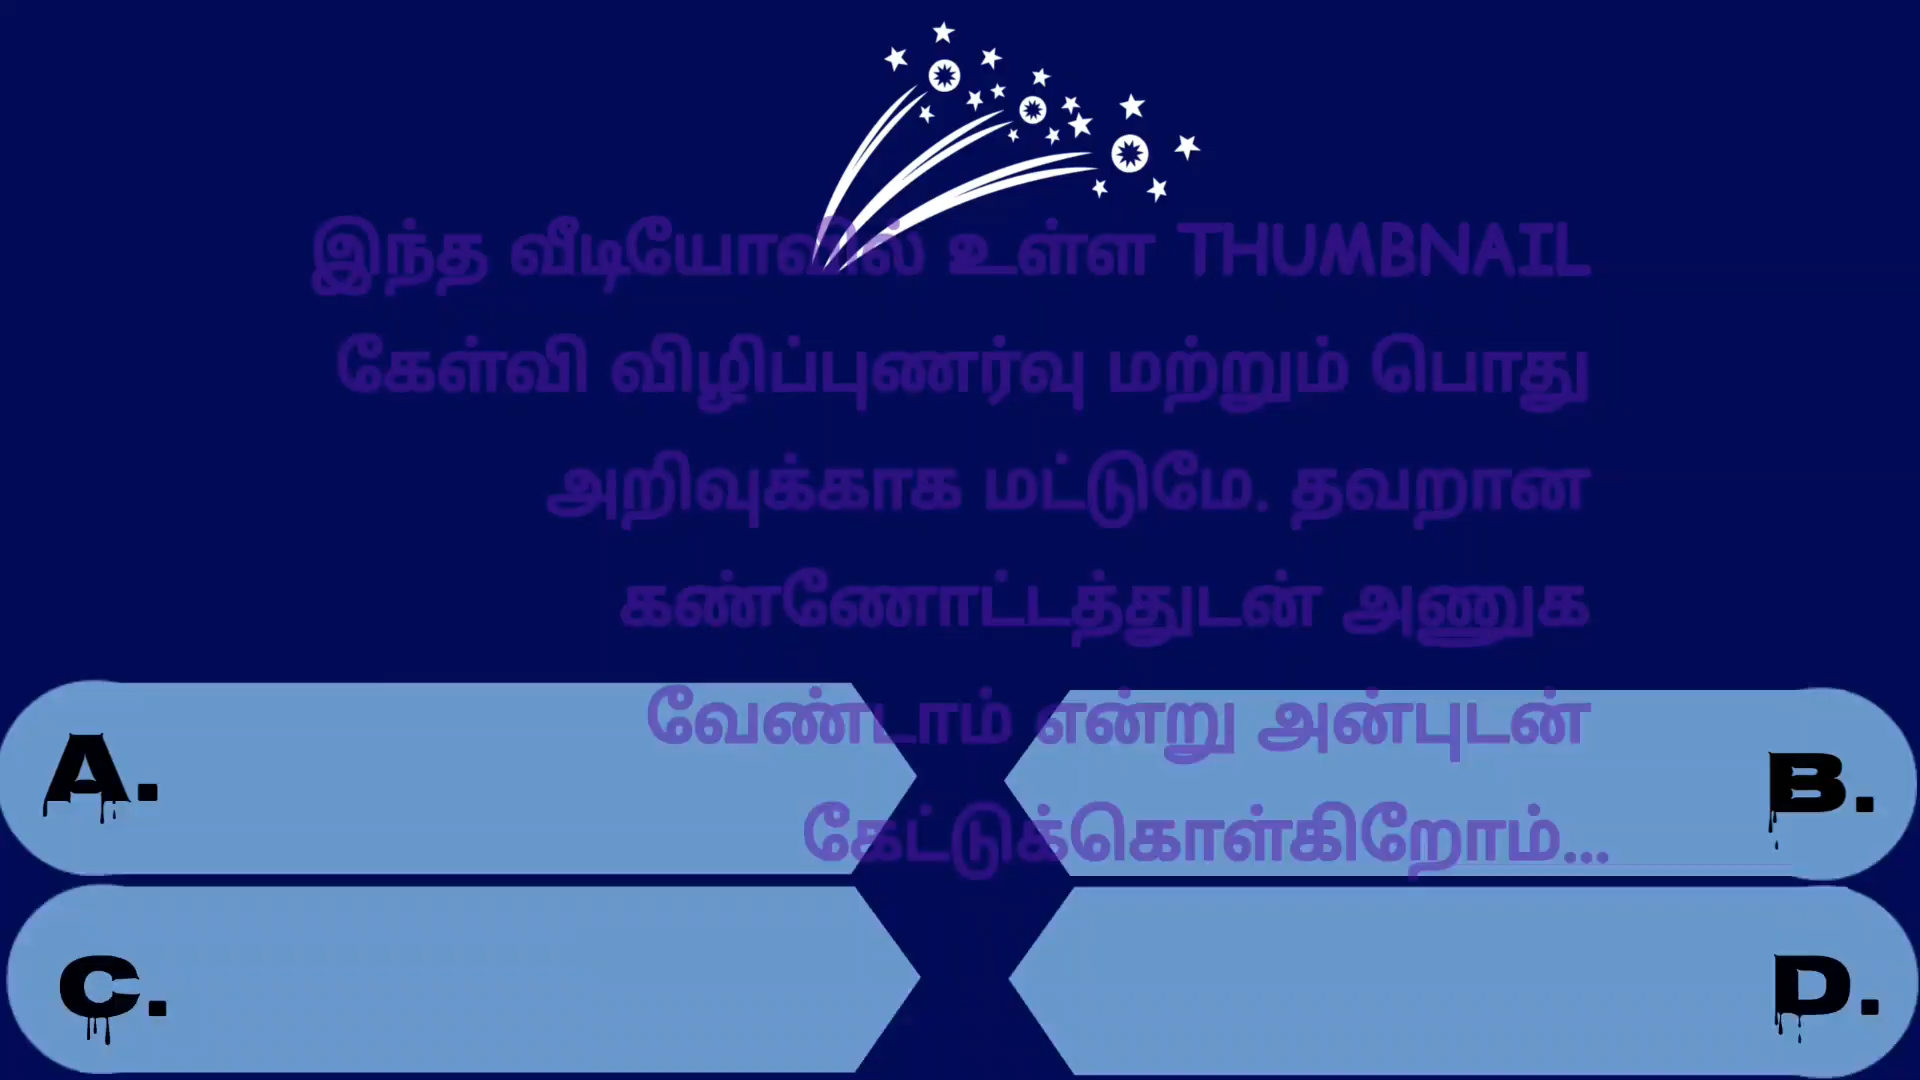 இந்த வீடியோவில் உள்ள THUMBNAIL
கேள்வி விழிப்புணர்வு மற்றும் பொது
அறிவுக்காக மட்டுமே. தவறான
கண்ணோட்டத்துடன் அணுக
வேண்டாம் என்று அன்புடன்
கேட்டுக்கொள்கிறோம்...
A.
B.
C.
D.